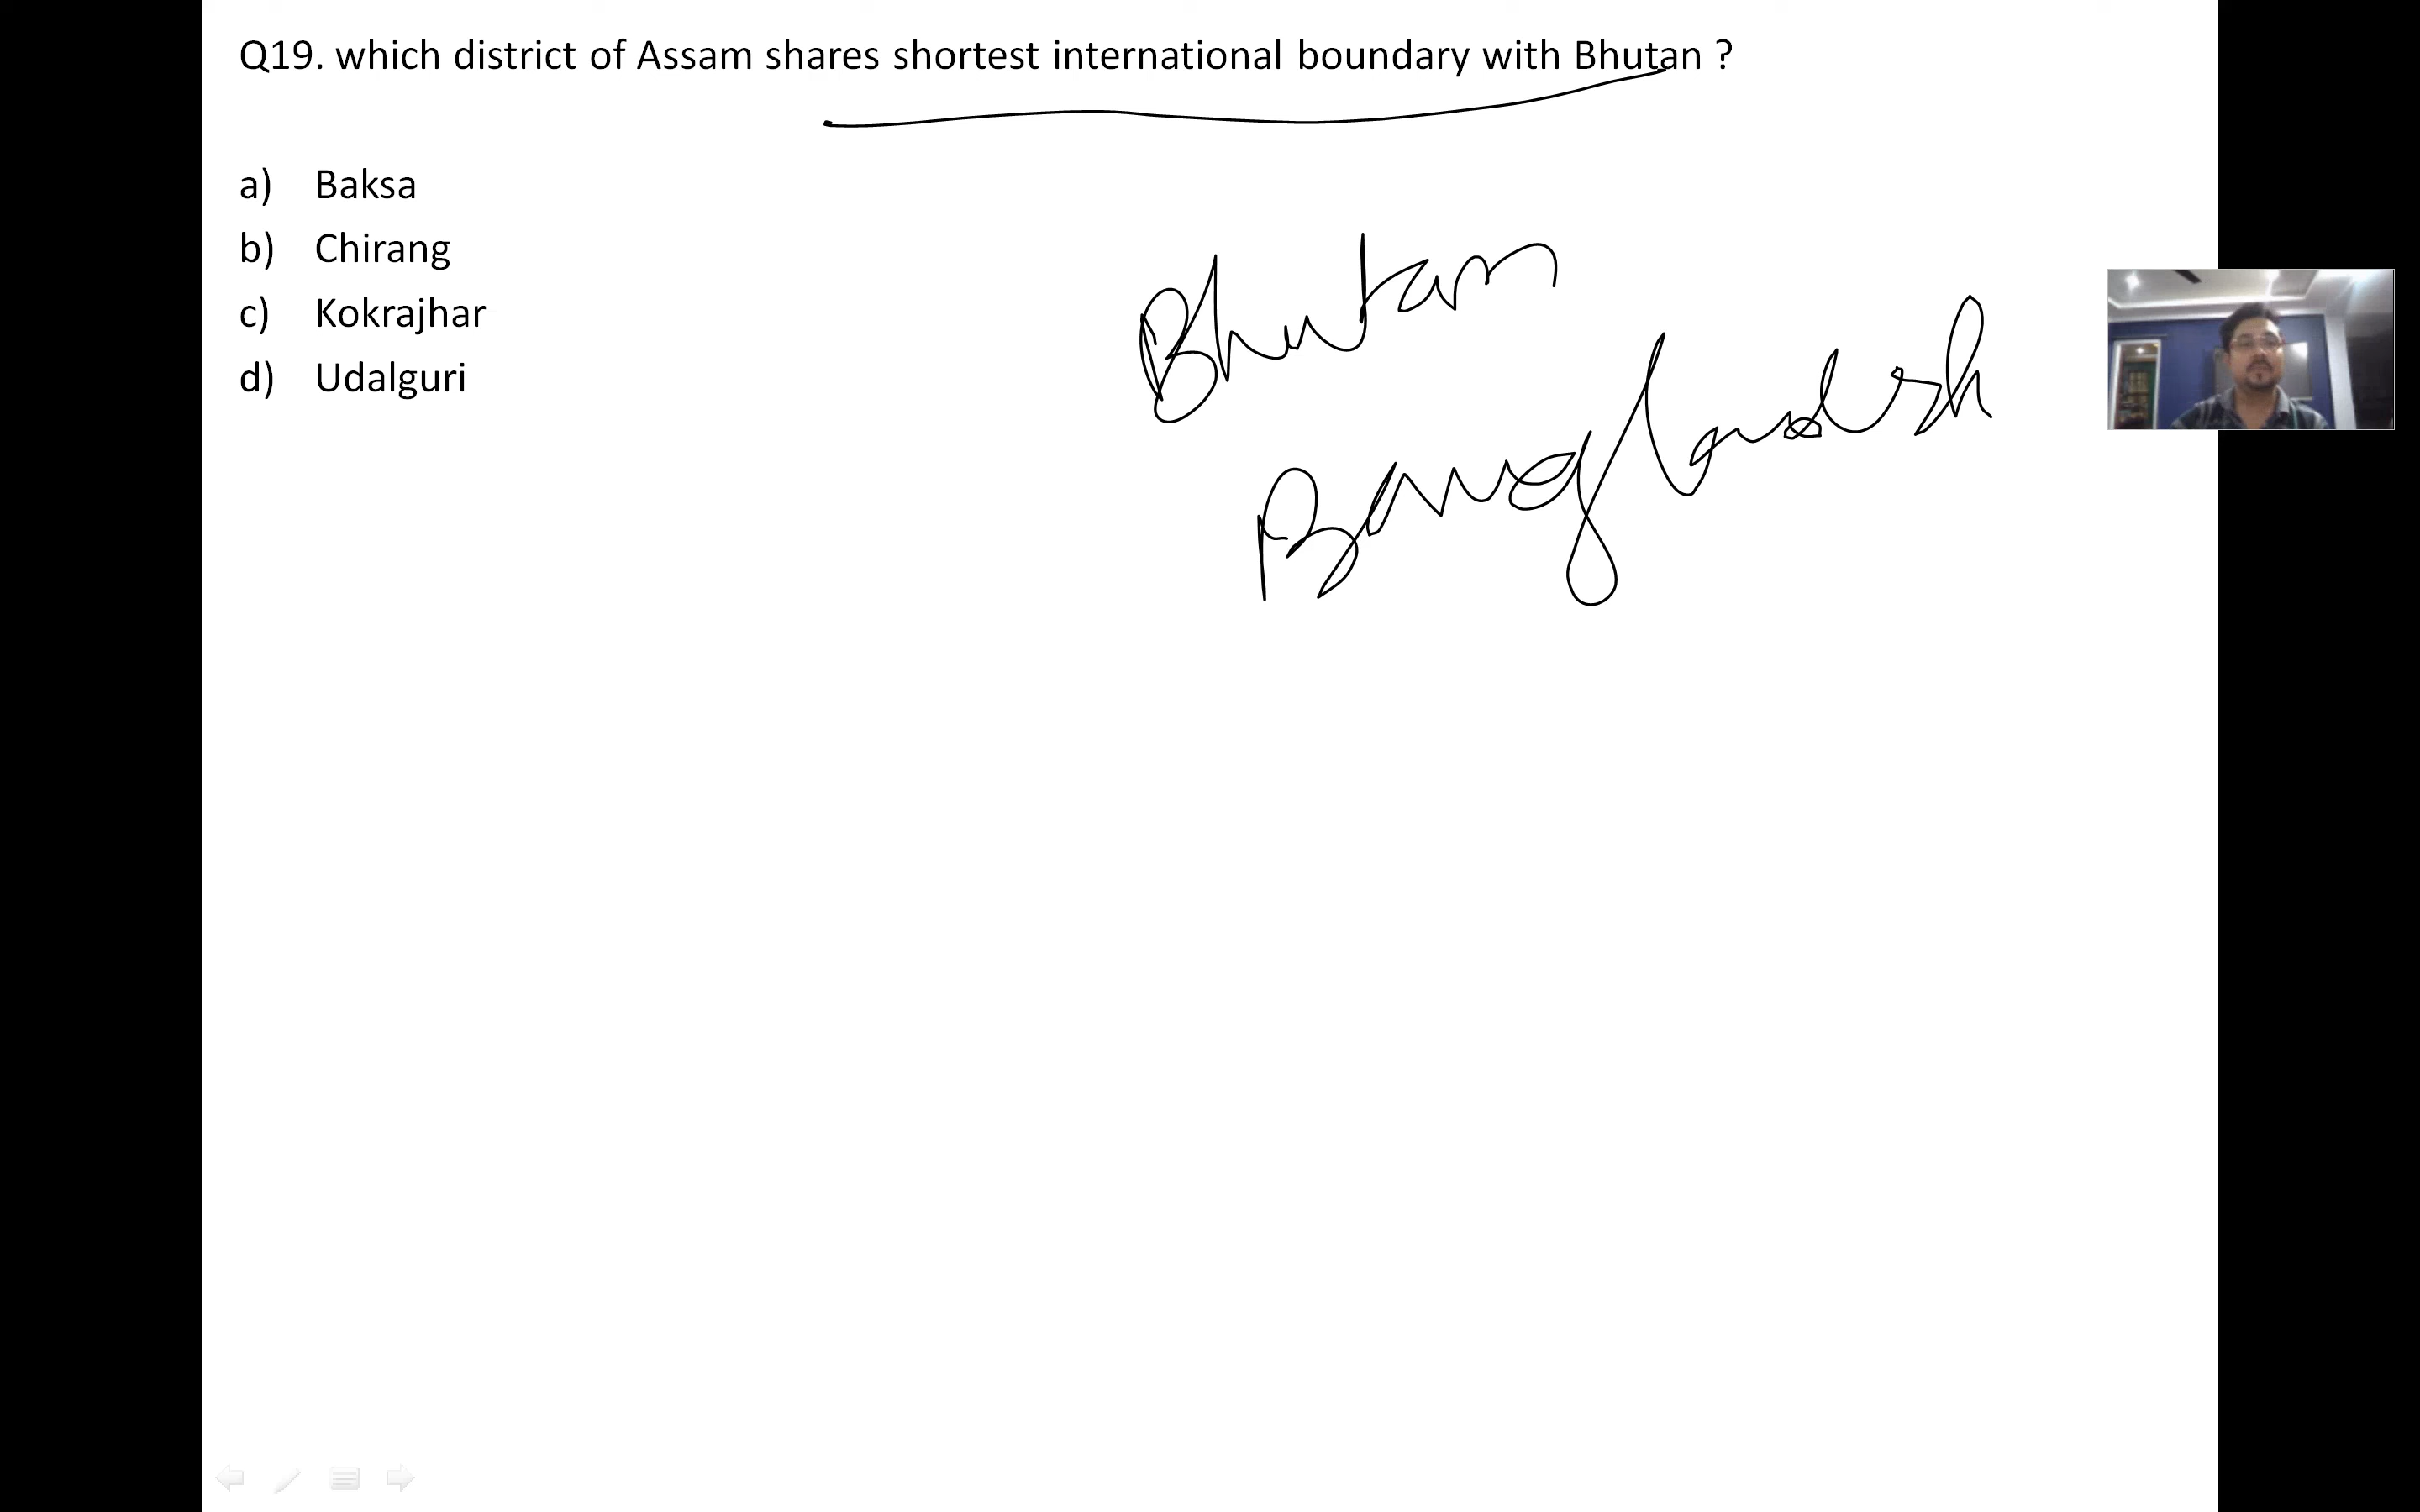 Q19. which district of Assam shares shortest international boundary with Bhutan ?
a) Baksa
b) Chirang
c) Kokrajhar
d) Udalguri
Bhutan
Bangladesh